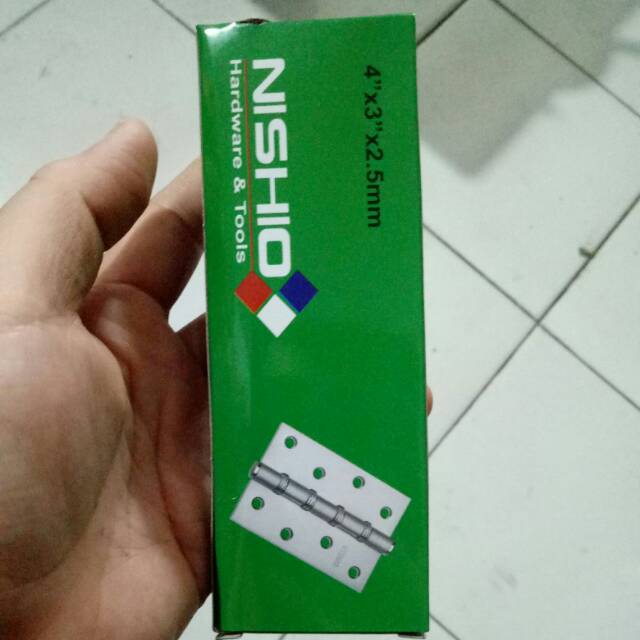 4"x3"x2.5mm
NISHIO
Hardware & Tools